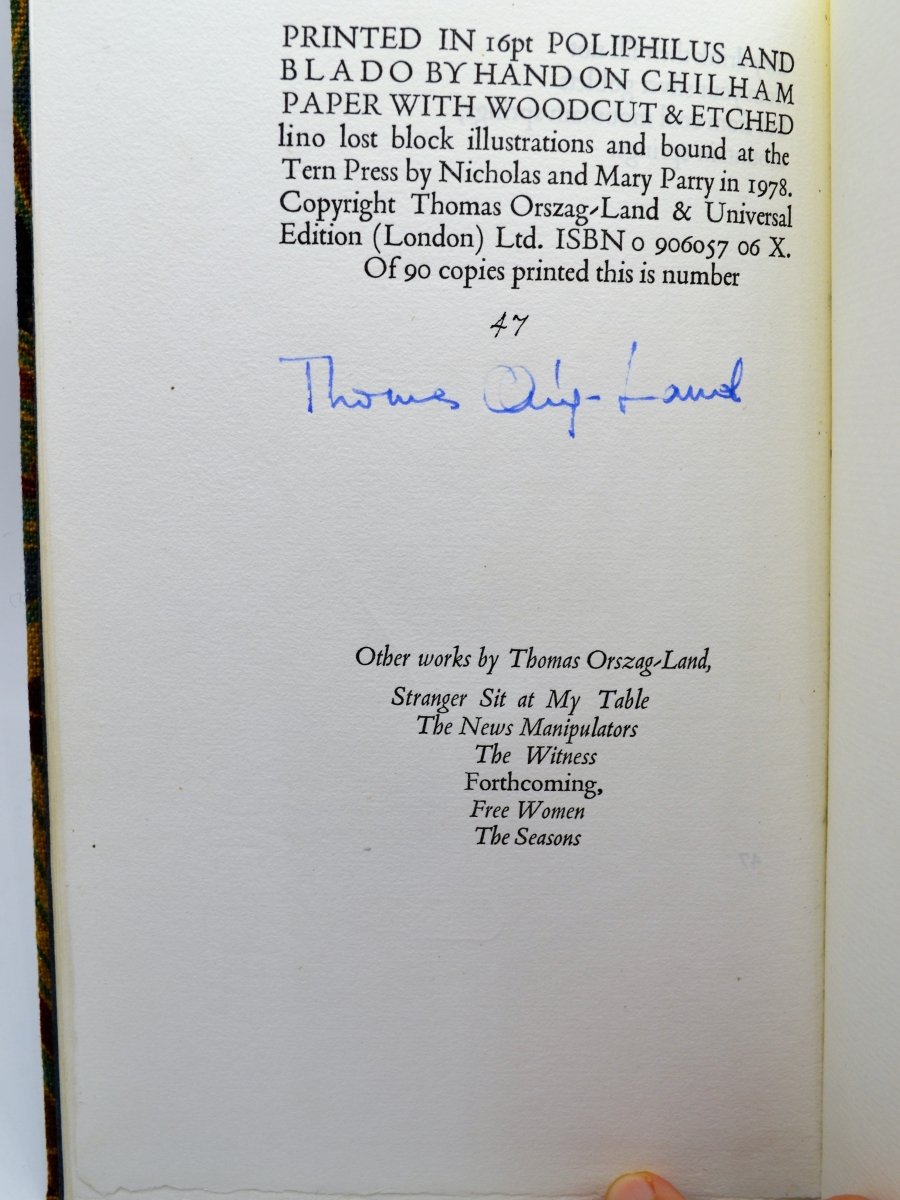 PRINTED IN 16pt POLIPHILUS AND
BLADO BY HAND ON CHILHAM
PAPER WITH WOODCUT & ETCHED
lino lost block illustrations and bound at the
Tern Press by Nicholas and Mary Parry in 1978.
Copyright Thomas Orszag-Land & Universal
Edition (London) Ltd. ISBN 0 906057 06 X.
Of 90 copies printed this is number
47
Thomas Orszag-Land
Other works by Thomas Orszag-Land,
Stranger Sit at My Table
The News Manipulators
The Witness
Forthcoming,
Free Women
The Seasons
47